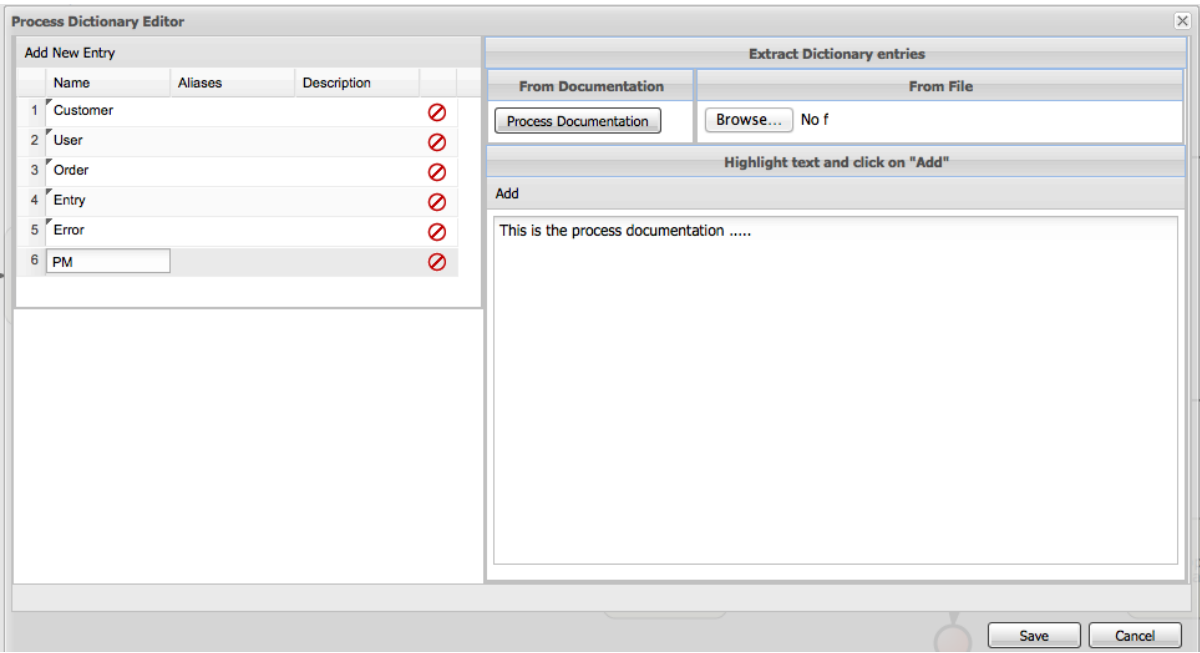 Process Dictionary Editor
Add New Entry
Name Aliases Description
1 Customer
2 User
3 Order
4 Entry
5 Error
6 PM
Extract Dictionary entries
From Documentation From File
Process Documentation Browse... No f
Highlight text and click on "Add"
Add
This is the process documentation .....
Save Cancel